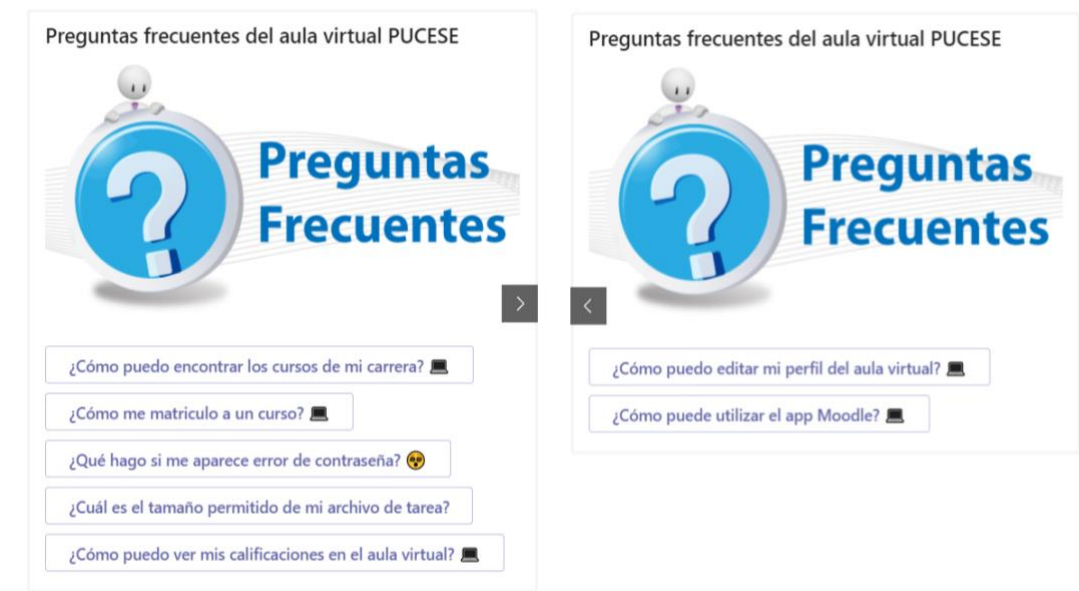 Preguntas frecuentes del aula virtual PUCESE
?
Preguntas
Frecuentes
¿Cómo puedo encontrar los cursos de mi carrera? 💻
¿Cómo me matriculo a un curso? 💻
¿Qué hago si me aparece error de contraseña? 😵
¿Cuál es el tamaño permitido de mi archivo de tarea?
¿Cómo puedo ver mis calificaciones en el aula virtual? 💻
Preguntas frecuentes del aula virtual PUCESE
?
Preguntas
Frecuentes
¿Cómo puedo editar mi perfil del aula virtual? 💻
¿Cómo puede utilizar el app Moodle? 💻